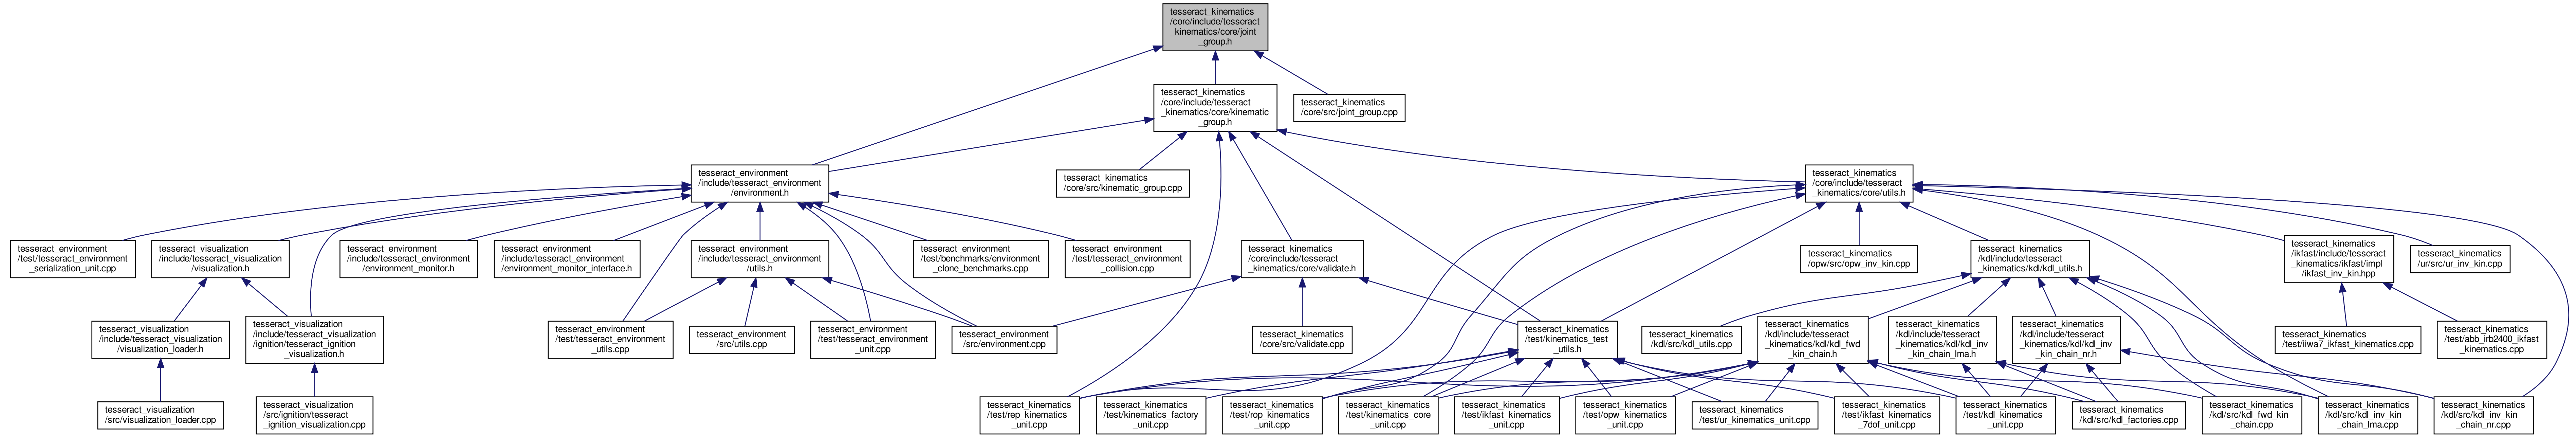 tesseract_kinematics
/core/include/tesseract
_kinematics/core/joint
_group.h
tesseract_kinematics
/core/include/tesseract
_kinematics/core/kinematic
_group.h
tesseract_kinematics
/core/src/joint_group.cpp
tesseract_environment
/include/tesseract_environment
/environment.h
tesseract_kinematics
/core/src/kinematic_group.cpp
tesseract_kinematics
/core/include/tesseract
_kinematics/core/utils.h
tesseract_environment
/test/tesseract_environment
_serialization_unit.cpp
tesseract_visualization
/include/tesseract_visualization
/visualization.h
tesseract_environment
/include/tesseract_environment
/environment_monitor.h
tesseract_environment
/include/tesseract_environment
/environment_monitor_interface.h
tesseract_environment
/include/tesseract_environment
/utils.h
tesseract_environment
/test/benchmarks/environment
_clone_benchmarks.cpp
tesseract_environment
/test/tesseract_environment
_collision.cpp
tesseract_kinematics
/core/include/tesseract
_kinematics/core/validate.h
tesseract_kinematics
/opw/src/opw_inv_kin.cpp
tesseract_kinematics
/kdl/include/tesseract
_kinematics/kdl/kdl_utils.h
tesseract_kinematics
/ikfast/include/tesseract
_kinematics/ikfast/impl
/ikfast_inv_kin.hpp
tesseract_kinematics
/ur/src/ur_inv_kin.cpp
tesseract_visualization
/include/tesseract_visualization
/visualization_loader.h
tesseract_visualization
/include/tesseract_visualization
/ignition/tesseract_ignition
_visualization.h
tesseract_environment
/test/tesseract_environment
_utils.cpp
tesseract_environment
/src/utils.cpp
tesseract_environment
/test/tesseract_environment
_unit.cpp
tesseract_environment
/src/environment.cpp
tesseract_kinematics
/core/src/validate.cpp
tesseract_kinematics
/test/kinematics_test
_utils.h
tesseract_kinematics
/kdl/src/kdl_utils.cpp
tesseract_kinematics
/kdl/include/tesseract
_kinematics/kdl/kdl_fwd
_kin_chain.h
tesseract_kinematics
/kdl/include/tesseract
_kinematics/kdl/kdl_inv
_kin_chain_lma.h
tesseract_kinematics
/kdl/include/tesseract
_kinematics/kdl/kdl_inv
_kin_chain_nr.h
tesseract_kinematics
/test/iiwa7_ikfast_kinematics.cpp
tesseract_kinematics
/test/abb_irb2400_ikfast
_kinematics.cpp
tesseract_visualization
/src/visualization_loader.cpp
tesseract_visualization
/src/ignition/tesseract
_ignition_visualization.cpp
tesseract_kinematics
/test/rep_kinematics
_unit.cpp
tesseract_kinematics
/test/kinematics_factory
_unit.cpp
tesseract_kinematics
/test/rop_kinematics
_unit.cpp
tesseract_kinematics
/test/kinematics_core
_unit.cpp
tesseract_kinematics
/test/ikfast_kinematics
_unit.cpp
tesseract_kinematics
/test/opw_kinematics
_unit.cpp
tesseract_kinematics
/test/ur_kinematics_unit.cpp
tesseract_kinematics
/test/ikfast_kinematics
_7dof_unit.cpp
tesseract_kinematics
/test/kdl_kinematics
_unit.cpp
tesseract_kinematics
/kdl/src/kdl_factories.cpp
tesseract_kinematics
/kdl/src/kdl_fwd_kin
_chain.cpp
tesseract_kinematics
/kdl/src/kdl_inv_kin
_chain_lma.cpp
tesseract_kinematics
/kdl/src/kdl_inv_kin
_chain_nr.cpp